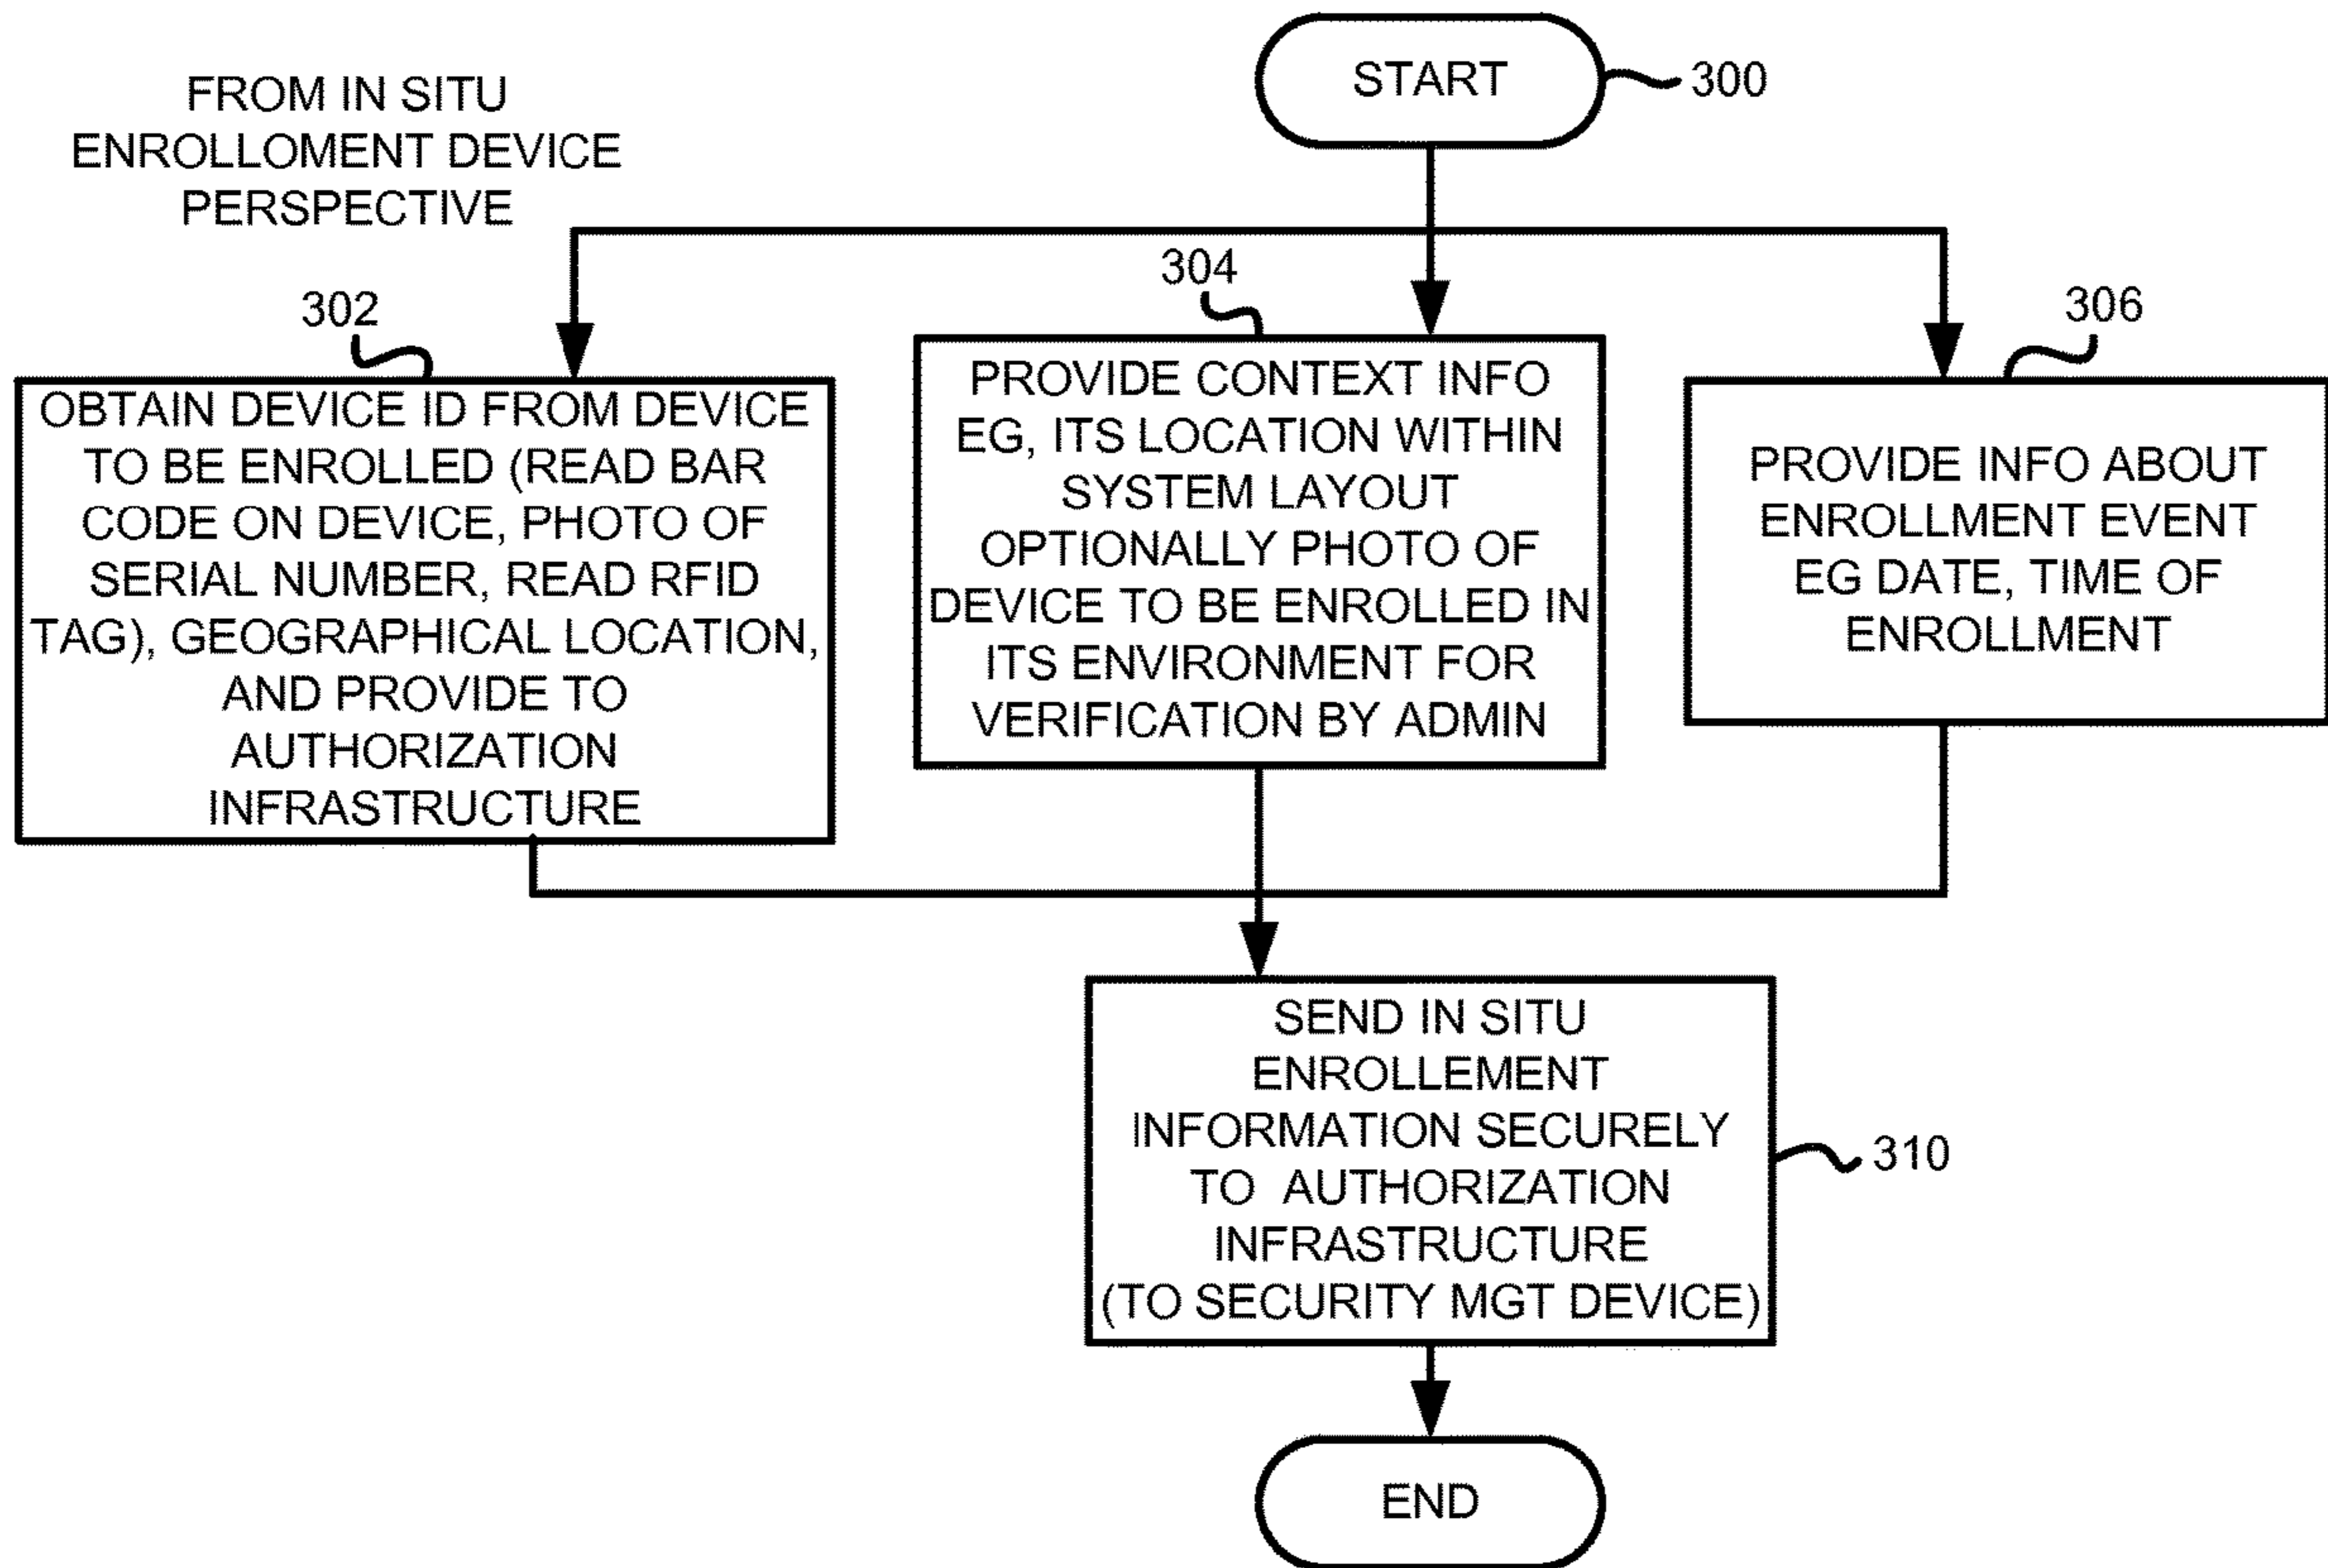 FROM IN SITU
ENROLLOMENT DEVICE
PERSPECTIVE
START
300
302
OBTAIN DEVICE ID FROM DEVICE
TO BE ENROLLED (READ BAR
CODE ON DEVICE, PHOTO OF
SERIAL NUMBER, READ RFID
TAG), GEOGRAPHICAL LOCATION,
AND PROVIDE TO
AUTHORIZATION
INFRASTRUCTURE
304
PROVIDE CONTEXT INFO
EG, ITS LOCATION WITHIN
SYSTEM LAYOUT
OPTIONALLY PHOTO OF
DEVICE TO BE ENROLLED IN
ITS ENVIRONMENT FOR
VERIFICATION BY ADMIN
306
PROVIDE INFO ABOUT
ENROLLMENT EVENT
EG DATE, TIME OF
ENROLLMENT
SEND IN SITU
ENROLLEMENT
INFORMATION SECURELY
TO AUTHORIZATION
INFRASTRUCTURE
(TO SECURITY MGT DEVICE)
310
END